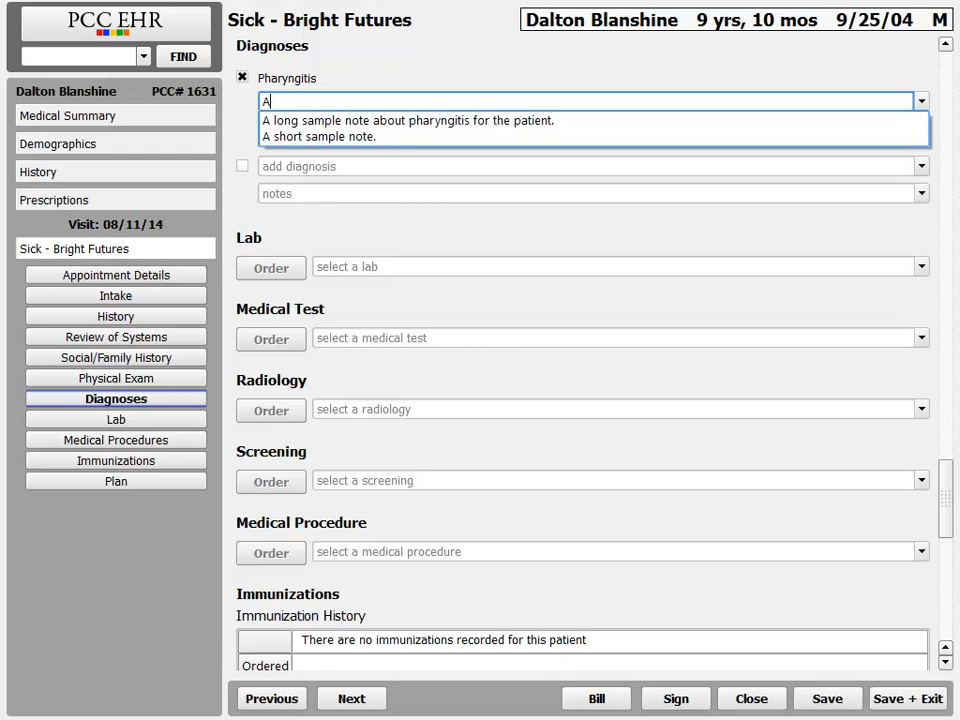 PCC EHR
FIND
Sick - Bright Futures
Dalton Blanshine 9 yrs, 10 mos 9/25/04 M
Dalton Blanshine PCC# 1631
Medical Summary
Demographics
History
Prescriptions
Visit: 08/11/14
Sick - Bright Futures
Appointment Details
Intake
History
Review of Systems
Social/Family History
Physical Exam
Diagnoses
Lab
Medical Procedures
Immunizations
Plan
Diagnoses
Pharyngitis
A
A long sample note about pharyngitis for the patient.
A short sample note.
add diagnosis
notes
Lab
Order select a lab
Medical Test
Order select a medical test
Radiology
Order select a radiology
Screening
Order select a screening
Medical Procedure
Order select a medical procedure
Immunizations
Immunization History
There are no immunizations recorded for this patient
Ordered
Previous Next Bill Sign Close Save Save + Exit